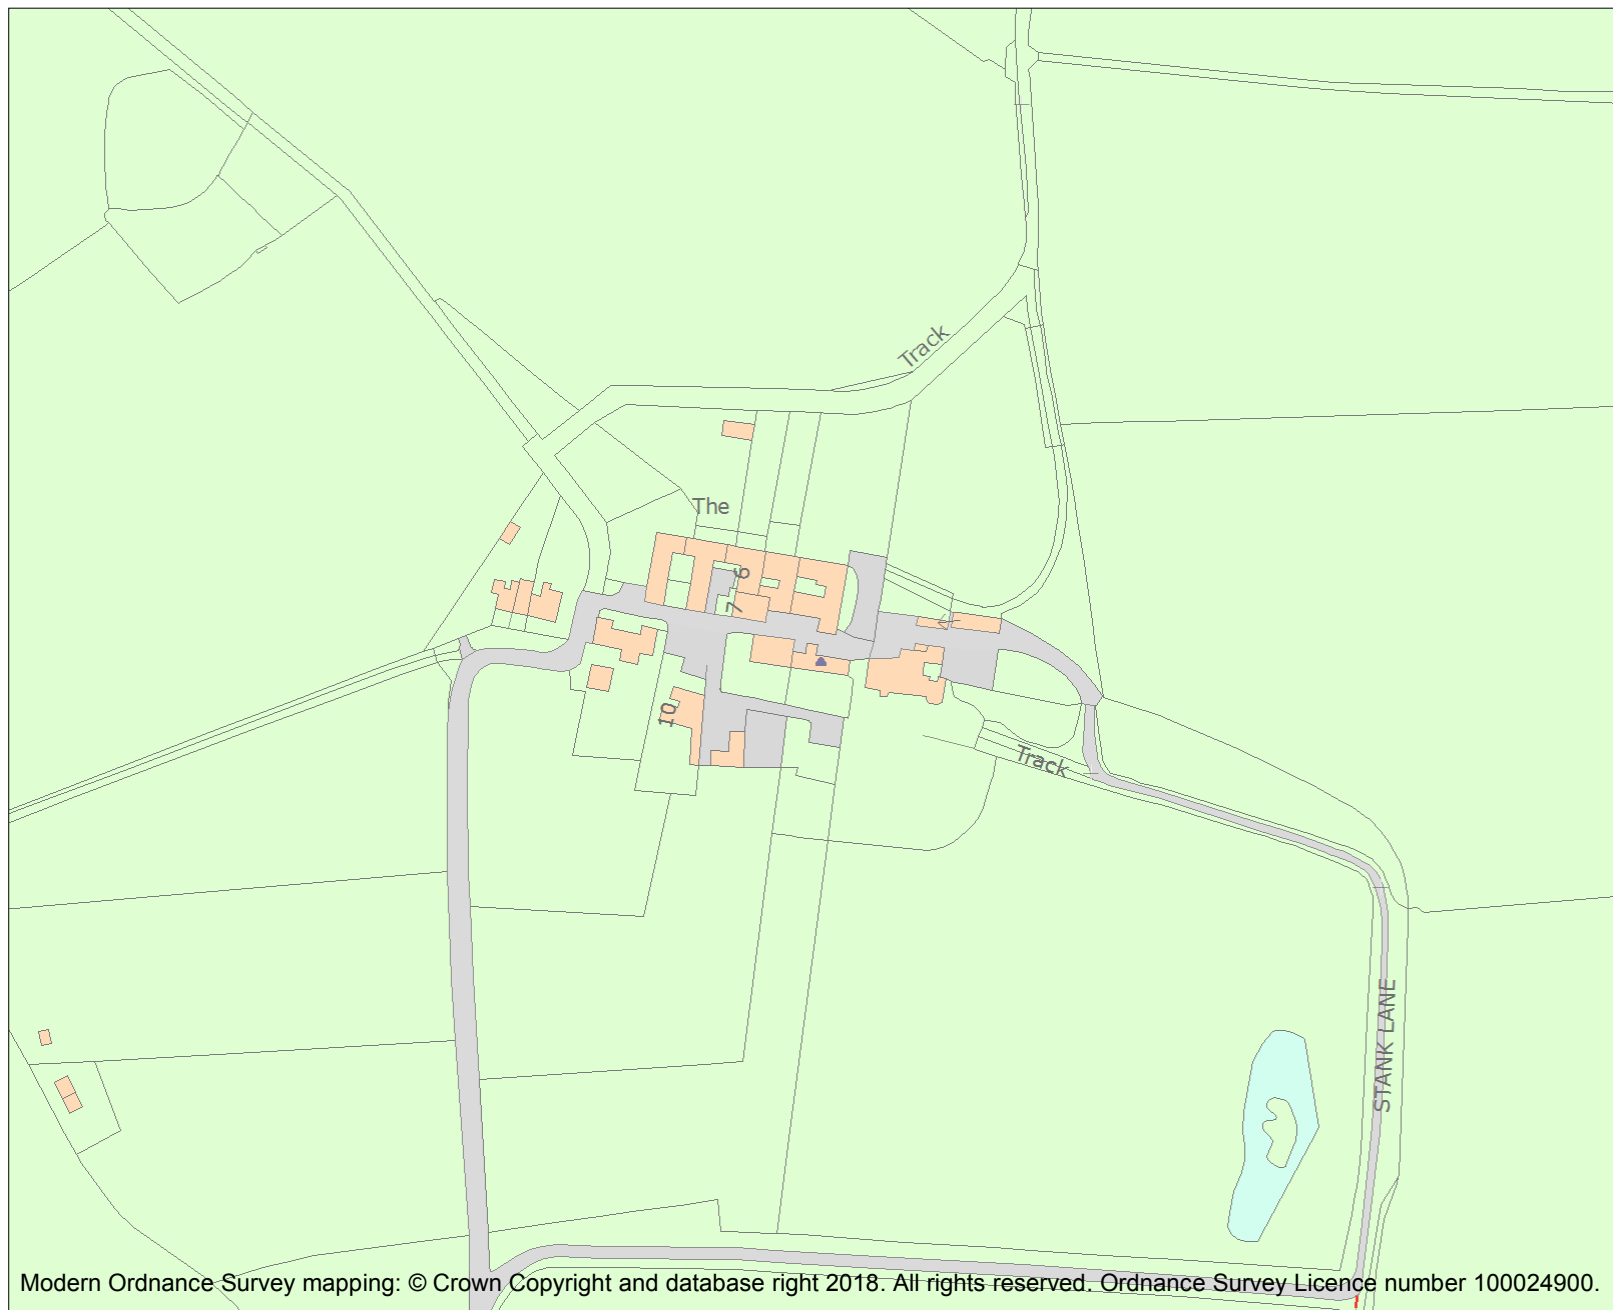 Track
The
6
7
10
Track
STANK LANE
Modern Ordnance Survey mapping: © Crown Copyright and database right 2018. All rights reserved. Ordnance Survey Licence number 100024900.